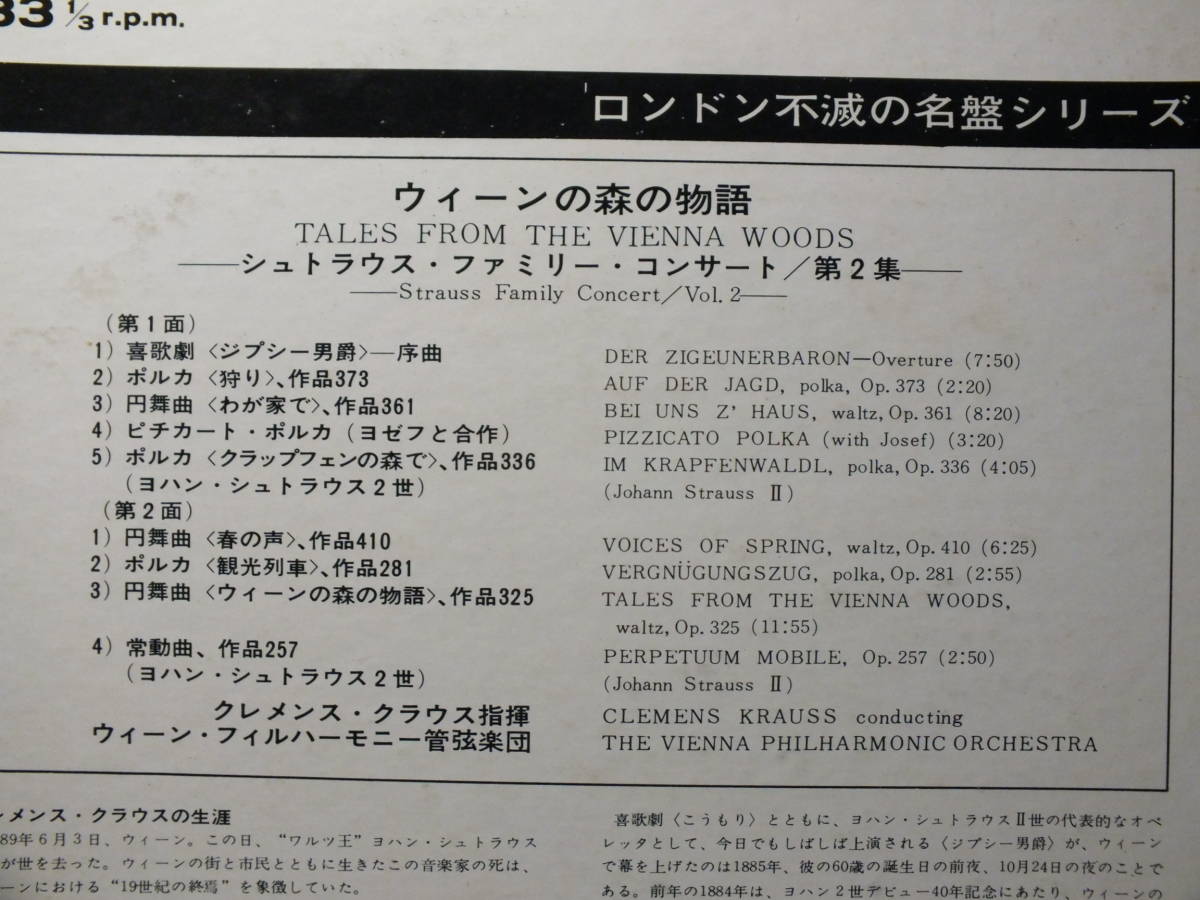 33 1/3 r.p.m.
ロンドン不滅の名盤シリーズ
ウィーンの森の物語
TALES FROM THE VIENNA WOODS
——シュトラウス・ファミリー・コンサート／第2集——
——Strauss Family Concert／Vol. 2——
(第1面)
1) 喜歌劇〈ジプシー男爵〉—序曲 DER ZIGEUNERBARON—Overture (7:50)
2) ポルカ〈狩り〉、作品373 AUF DER JAGD, polka, Op. 373 (2:20)
3) 円舞曲〈わが家で〉、作品361 BEI UNS Z' HAUS, waltz, Op. 361 (8:20)
4) ピチカート・ポルカ (ヨゼフと合作) PIZZICATO POLKA (with Josef) (3:20)
5) ポルカ〈クラップフェンの森で〉、作品336 IM KRAPFENWALDL, polka, Op. 336 (4:05)
(ヨハン・シュトラウス2世) (Johann Strauss II)
(第2面)
1) 円舞曲〈春の声〉、作品410 VOICES OF SPRING, waltz, Op. 410 (6:25)
2) ポルカ〈観光列車〉、作品281 VERGNÜGUNGSZUG, polka, Op. 281 (2:55)
3) 円舞曲〈ウィーンの森の物語〉、作品325 TALES FROM THE VIENNA WOODS,
waltz, Op. 325 (11:55)
4) 常動曲、作品257 PERPETUUM MOBILE, Op. 257 (2:50)
(ヨハン・シュトラウス2世) (Johann Strauss II)
クレメンス・クラウス指揮 CLEMENS KRAUSS conducting
ウィーン・フィルハーモニー管弦楽団 THE VIENNA PHILHARMONIC ORCHESTRA
レメンス・クラウスの生涯
89年6月3日、ウィーン。この日、“ワルツ王”ヨハン・シュトラウス
が世を去った。ウィーンの街と市民とともに生きたこの音楽家の死は、
ーンにおける“19世紀の終焉”を象徴していた。
喜歌劇〈こうもり〉とともに、ヨハン・シュトラウスII世の代表的なオペ
レッタとして、今日でもしばしば上演される〈ジプシー男爵〉が、ウィーン
で幕を上げたのは1885年、彼の60歳の誕生日の前夜、10月24日の夜のことで
ある。前年の1884年は、ヨハン2世デビュー40年記念にあたり、ウィーンの